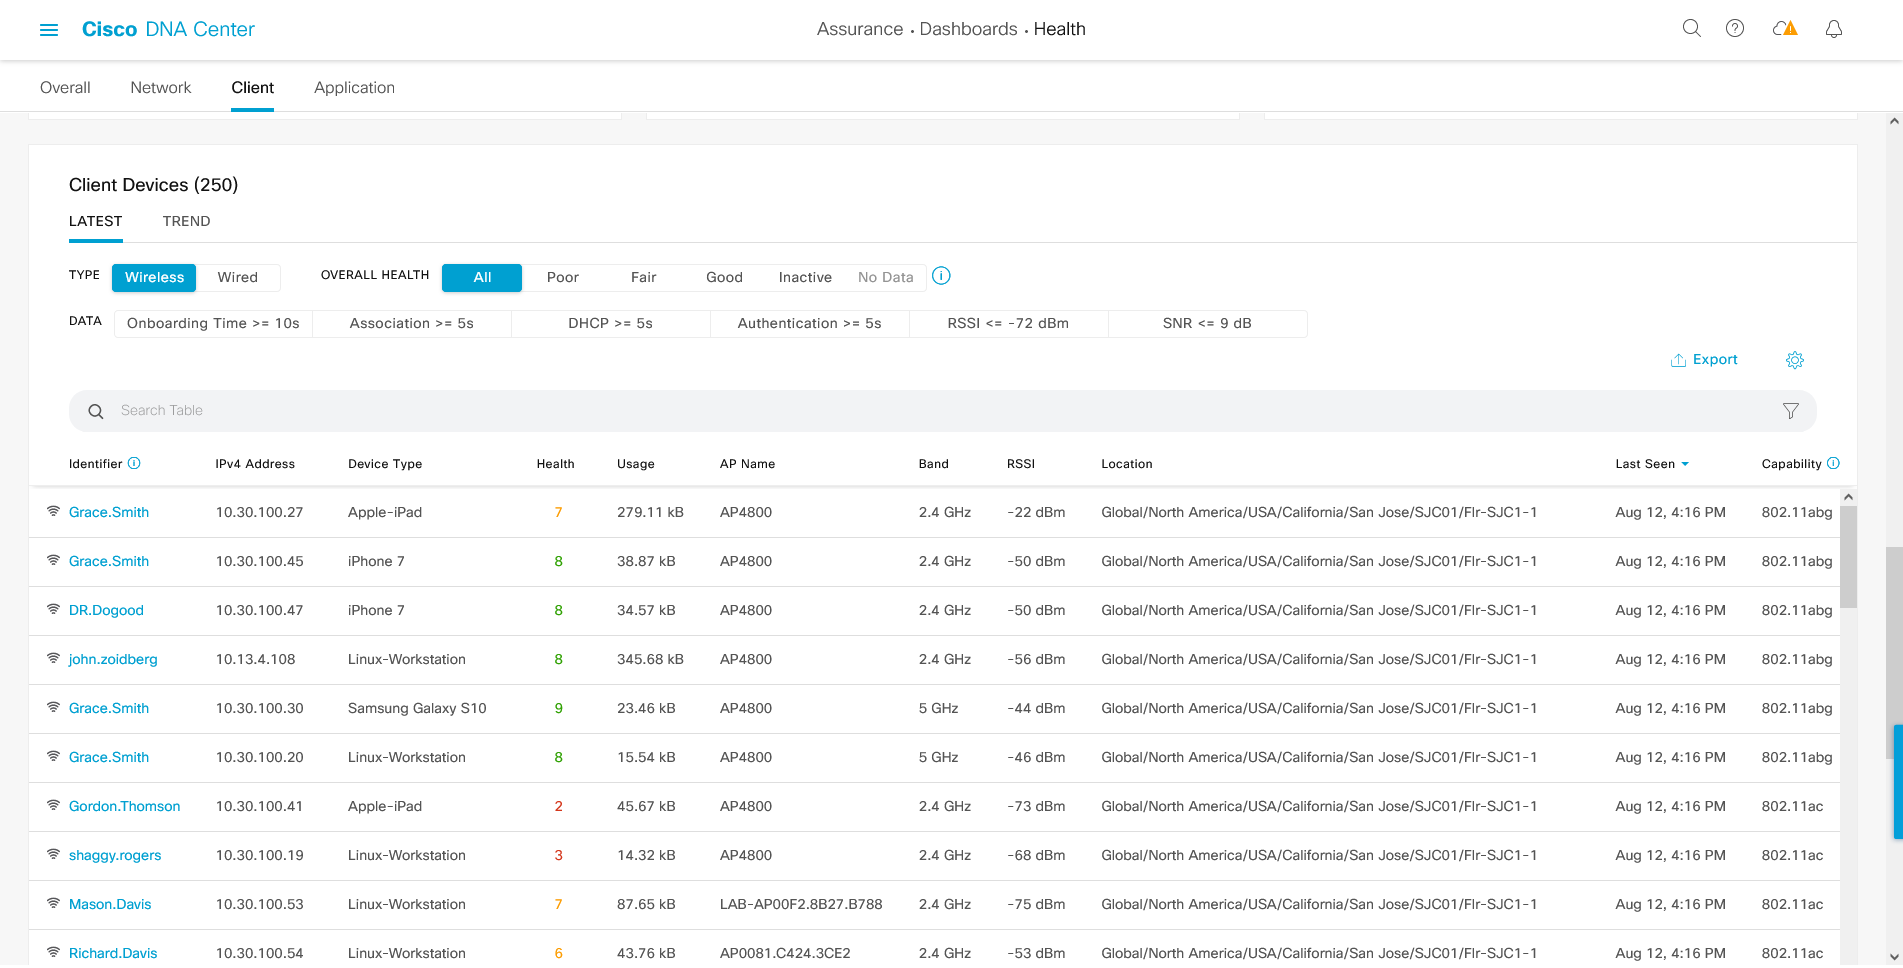 Cisco DNA Center
Assurance · Dashboards · Health
Overall Network Client Application
Client Devices (250)
LATEST TREND
TYPE Wireless Wired OVERALL HEALTH All Poor Fair Good Inactive No Data
DATA Onboarding Time >= 10s Association >= 5s DHCP >= 5s Authentication >= 5s RSSI <= -72 dBm SNR <= 9 dB
Export
Search Table
Identifier IPv4 Address Device Type Health Usage AP Name Band RSSI Location Last Seen Capability
Grace.Smith 10.30.100.27 Apple-iPad 7 279.11 kB AP4800 2.4 GHz -22 dBm Global/North America/USA/California/San Jose/SJC01/Flr-SJC1-1 Aug 12, 4:16 PM 802.11abg
Grace.Smith 10.30.100.45 iPhone 7 8 38.87 kB AP4800 2.4 GHz -50 dBm Global/North America/USA/California/San Jose/SJC01/Flr-SJC1-1 Aug 12, 4:16 PM 802.11abg
DR.Dogood 10.30.100.47 iPhone 7 8 34.57 kB AP4800 2.4 GHz -50 dBm Global/North America/USA/California/San Jose/SJC01/Flr-SJC1-1 Aug 12, 4:16 PM 802.11abg
john.zoidberg 10.13.4.108 Linux-Workstation 8 345.68 kB AP4800 2.4 GHz -56 dBm Global/North America/USA/California/San Jose/SJC01/Flr-SJC1-1 Aug 12, 4:16 PM 802.11abg
Grace.Smith 10.30.100.30 Samsung Galaxy S10 9 23.46 kB AP4800 5 GHz -44 dBm Global/North America/USA/California/San Jose/SJC01/Flr-SJC1-1 Aug 12, 4:16 PM 802.11abg
Grace.Smith 10.30.100.20 Linux-Workstation 8 15.54 kB AP4800 5 GHz -46 dBm Global/North America/USA/California/San Jose/SJC01/Flr-SJC1-1 Aug 12, 4:16 PM 802.11abg
Gordon.Thomson 10.30.100.41 Apple-iPad 2 45.67 kB AP4800 2.4 GHz -73 dBm Global/North America/USA/California/San Jose/SJC01/Flr-SJC1-1 Aug 12, 4:16 PM 802.11ac
shaggy.rogers 10.30.100.19 Linux-Workstation 3 14.32 kB AP4800 2.4 GHz -68 dBm Global/North America/USA/California/San Jose/SJC01/Flr-SJC1-1 Aug 12, 4:16 PM 802.11ac
Mason.Davis 10.30.100.53 Linux-Workstation 7 87.65 kB LAB-AP00F2.8B27.B788 2.4 GHz -75 dBm Global/North America/USA/California/San Jose/SJC01/Flr-SJC1-1 Aug 12, 4:16 PM 802.11ac
Richard.Davis 10.30.100.54 Linux-Workstation 6 43.76 kB AP0081.C424.3CE2 2.4 GHz -53 dBm Global/North America/USA/California/San Jose/SJC01/Flr-SJC1-1 Aug 12, 4:16 PM 802.11ac